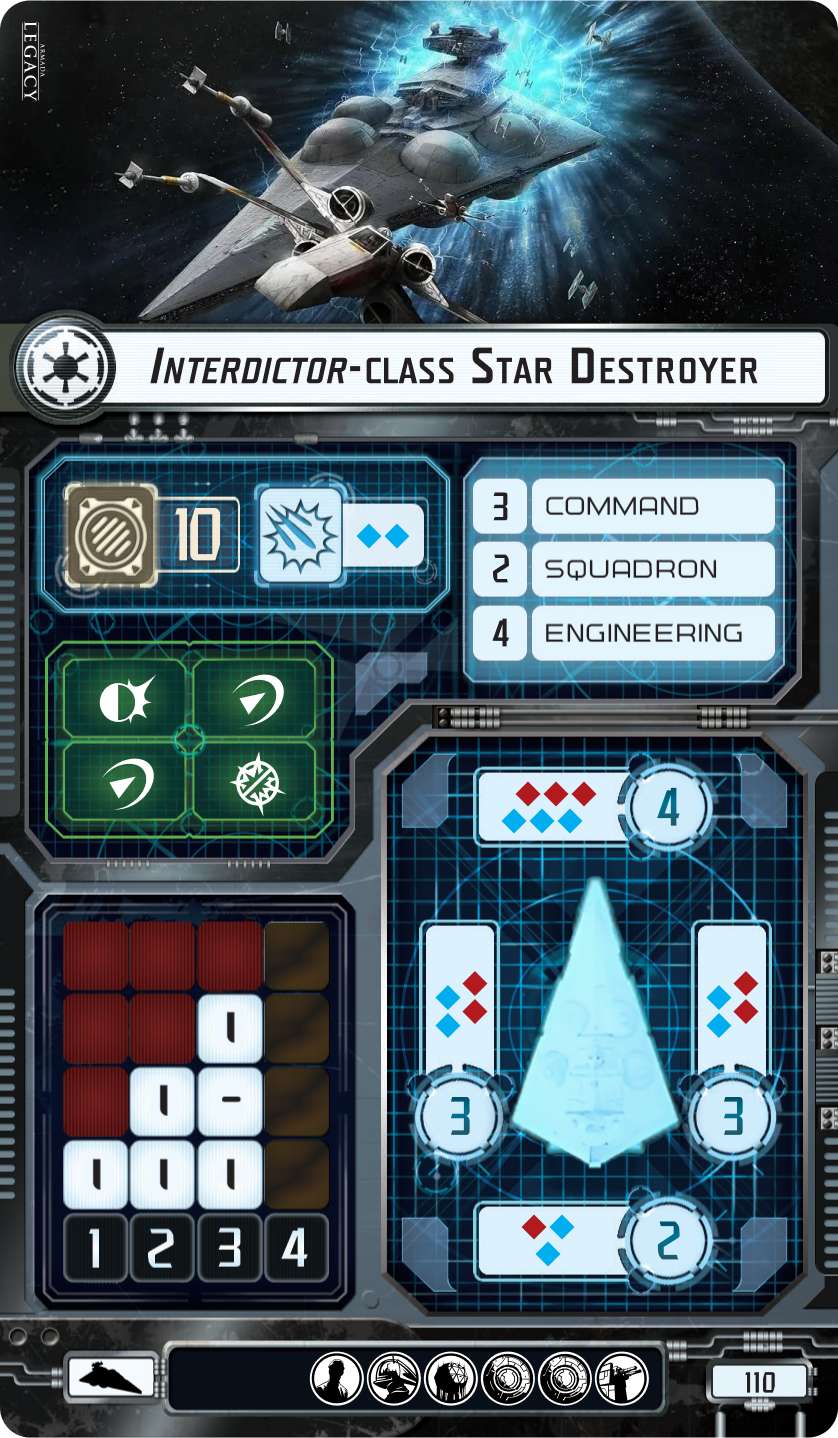 ARMADA
LEGACY
INTERDICTOR-CLASS STAR DESTROYER
10
3 COMMAND
2 SQUADRON
4 ENGINEERING
4
3
3
2
I
I -
I I I
1 2 3 4
110